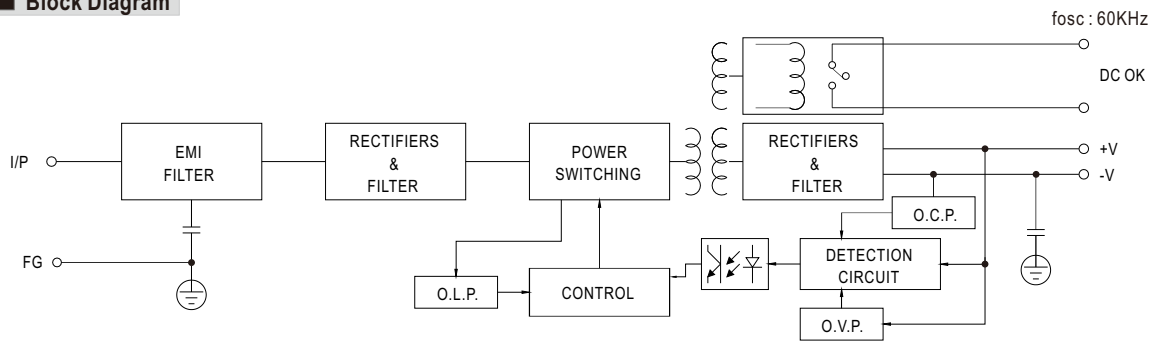 ■ Block Diagram
fosc : 60KHz
DC OK
I/P
EMI
FILTER
RECTIFIERS
&
FILTER
POWER
SWITCHING
RECTIFIERS
&
FILTER
+V
-V
O.C.P.
FG
DETECTION
CIRCUIT
O.L.P.
CONTROL
O.V.P.